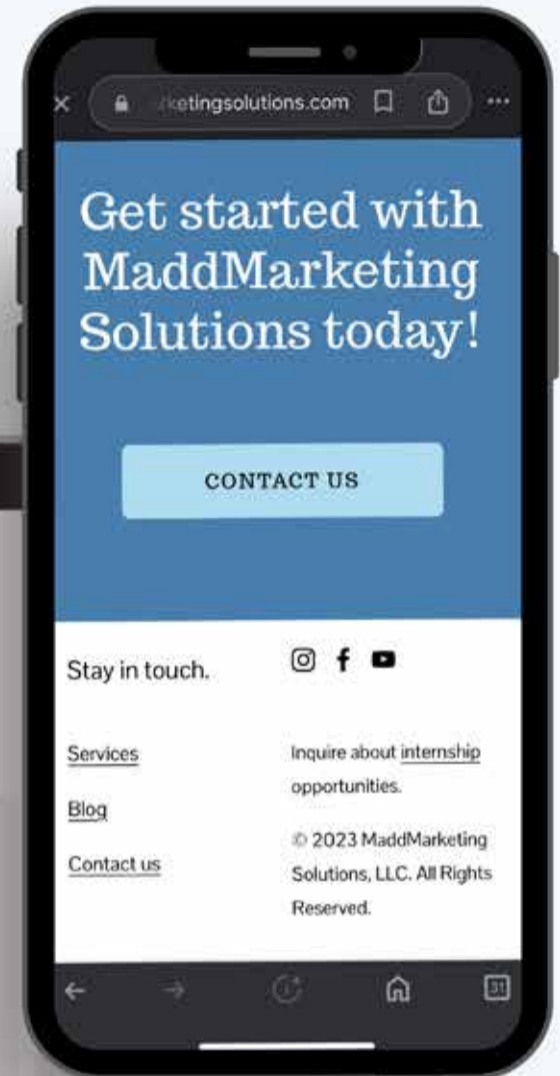 ketingsolutions.com
Get started with
MaddMarketing
Solutions today!
CONTACT US
Stay in touch.
Services
Blog
Contact us
Inquire about internship
opportunities.
© 2023 MaddMarketing
Solutions, LLC. All Rights
Reserved.
31